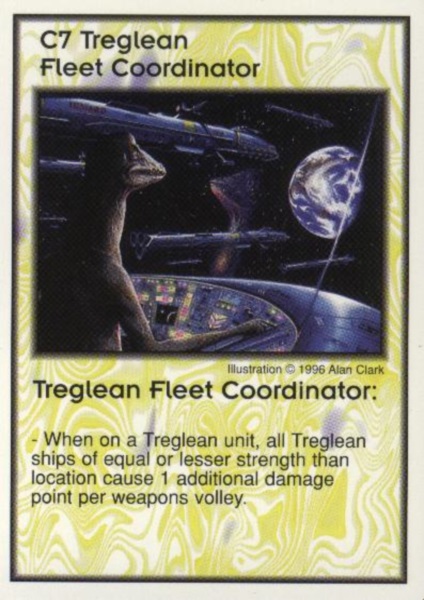 C7 Treglean
Fleet Coordinator
Illustration © 1996 Alan Clark
Treglean Fleet Coordinator:
- When on a Treglean unit, all Treglean
ships of equal or lesser strength than
location cause 1 additional damage
point per weapons volley.